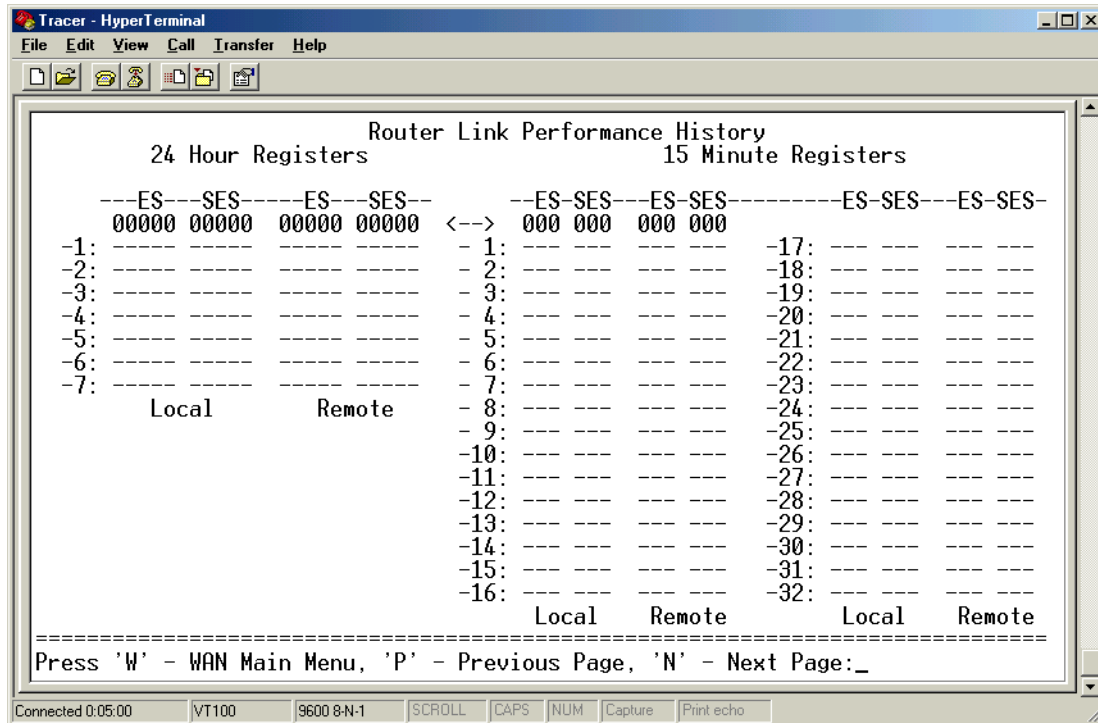 Tracer - HyperTerminal
File Edit View Call Transfer Help
Router Link Performance History
24 Hour Registers 15 Minute Registers
---ES---SES-----ES---SES-- --ES-SES---ES-SES---------ES-SES---ES-SES-
00000 00000 00000 00000 <--> 000 000 000 000
-1: ----- ----- ----- ----- - 1: --- --- --- --- -17: --- --- --- ---
-2: ----- ----- ----- ----- - 2: --- --- --- --- -18: --- --- --- ---
-3: ----- ----- ----- ----- - 3: --- --- --- --- -19: --- --- --- ---
-4: ----- ----- ----- ----- - 4: --- --- --- --- -20: --- --- --- ---
-5: ----- ----- ----- ----- - 5: --- --- --- --- -21: --- --- --- ---
-6: ----- ----- ----- ----- - 6: --- --- --- --- -22: --- --- --- ---
-7: ----- ----- ----- ----- - 7: --- --- --- --- -23: --- --- --- ---
Local Remote - 8: --- --- --- --- -24: --- --- --- ---
- 9: --- --- --- --- -25: --- --- --- ---
-10: --- --- --- --- -26: --- --- --- ---
-11: --- --- --- --- -27: --- --- --- ---
-12: --- --- --- --- -28: --- --- --- ---
-13: --- --- --- --- -29: --- --- --- ---
-14: --- --- --- --- -30: --- --- --- ---
-15: --- --- --- --- -31: --- --- --- ---
-16: --- --- --- --- -32: --- --- --- ---
Local Remote Local Remote
===============================================================================
Press 'W' - WAN Main Menu, 'P' - Previous Page, 'N' - Next Page:_
Connected 0:05:00 VT100 9600 8-N-1 SCROLL CAPS NUM Capture Print echo